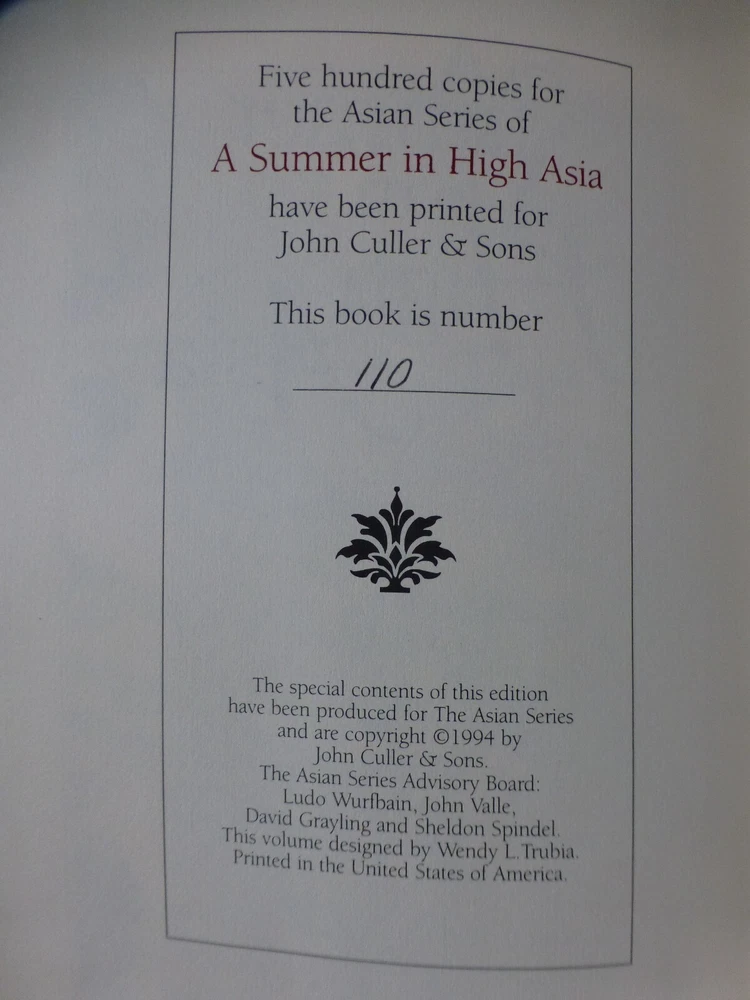 Five hundred copies for
the Asian Series of
A Summer in High Asia
have been printed for
John Culler & Sons
This book is number
110
The special contents of this edition
have been produced for The Asian Series
and are copyright ©1994 by
John Culler & Sons.
The Asian Series Advisory Board:
Ludo Wurfbain, John Valle,
David Grayling and Sheldon Spindel.
This volume designed by Wendy L. Trubia.
Printed in the United States of America.